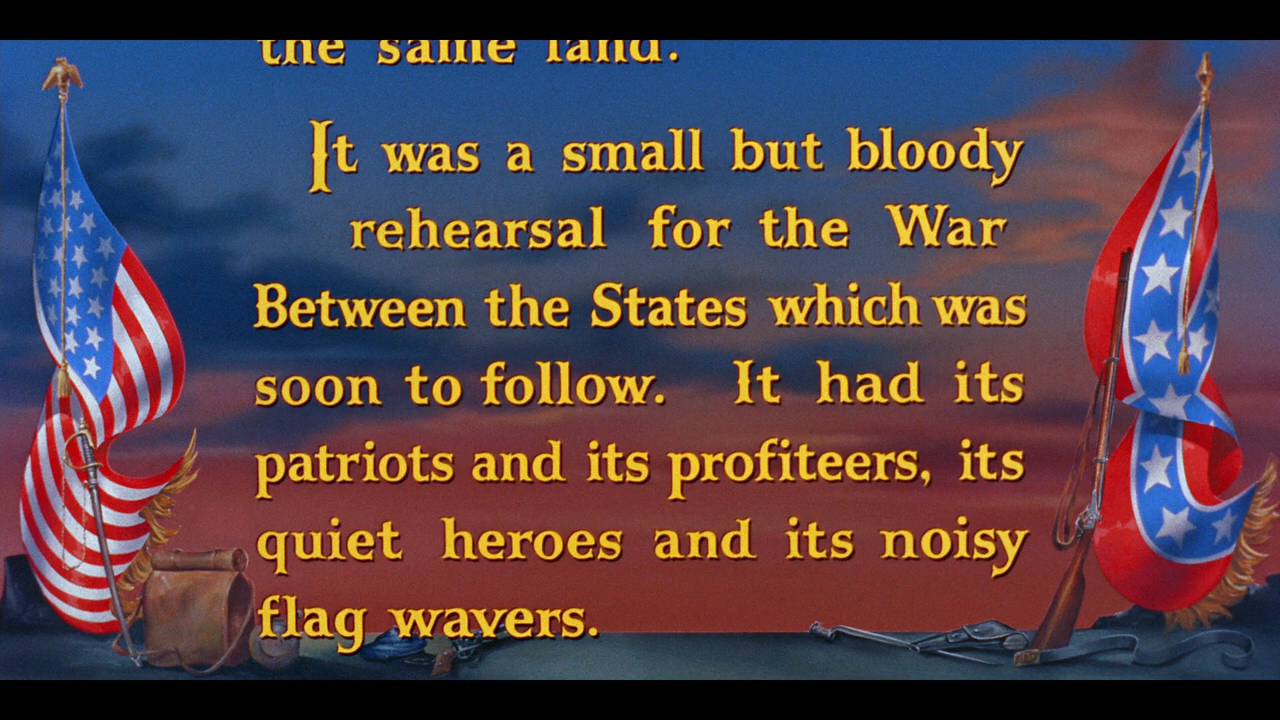 the same land.
It was a small but bloody
rehearsal for the War
Between the States which was
soon to follow. It had its
patriots and its profiteers, its
quiet heroes and its noisy
flag wavers.